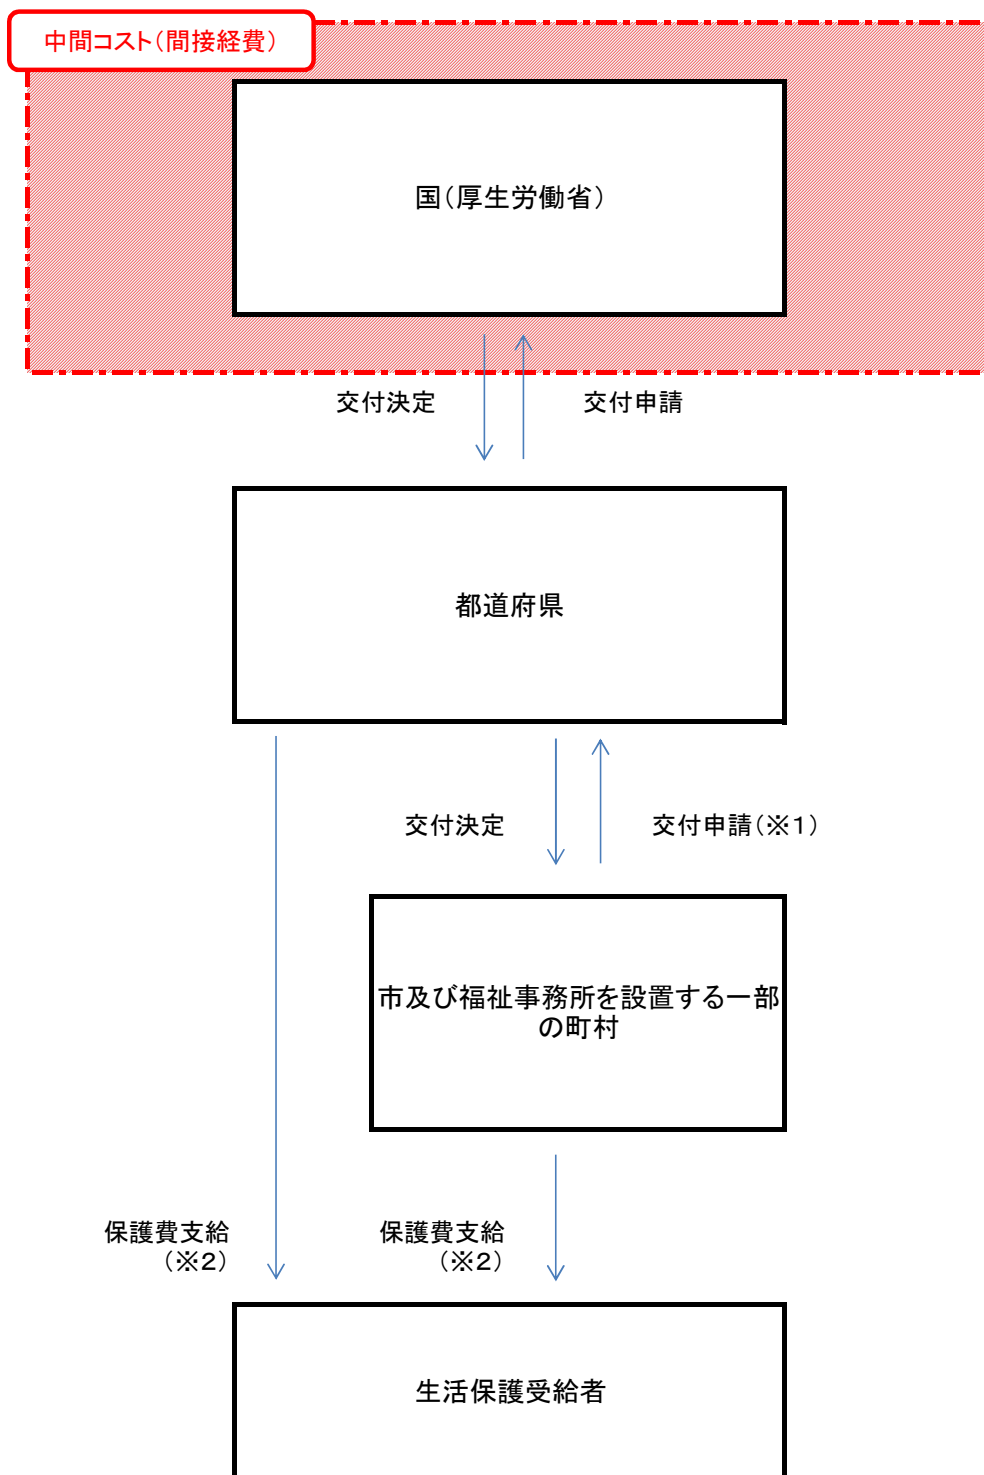 中間コスト（間接経費）
国（厚生労働省）
交付決定
交付申請
都道府県
交付決定
交付申請（※１）
市及び福祉事務所を設置する一部
の町村
保護費支給
（※２）
保護費支給
（※２）
生活保護受給者